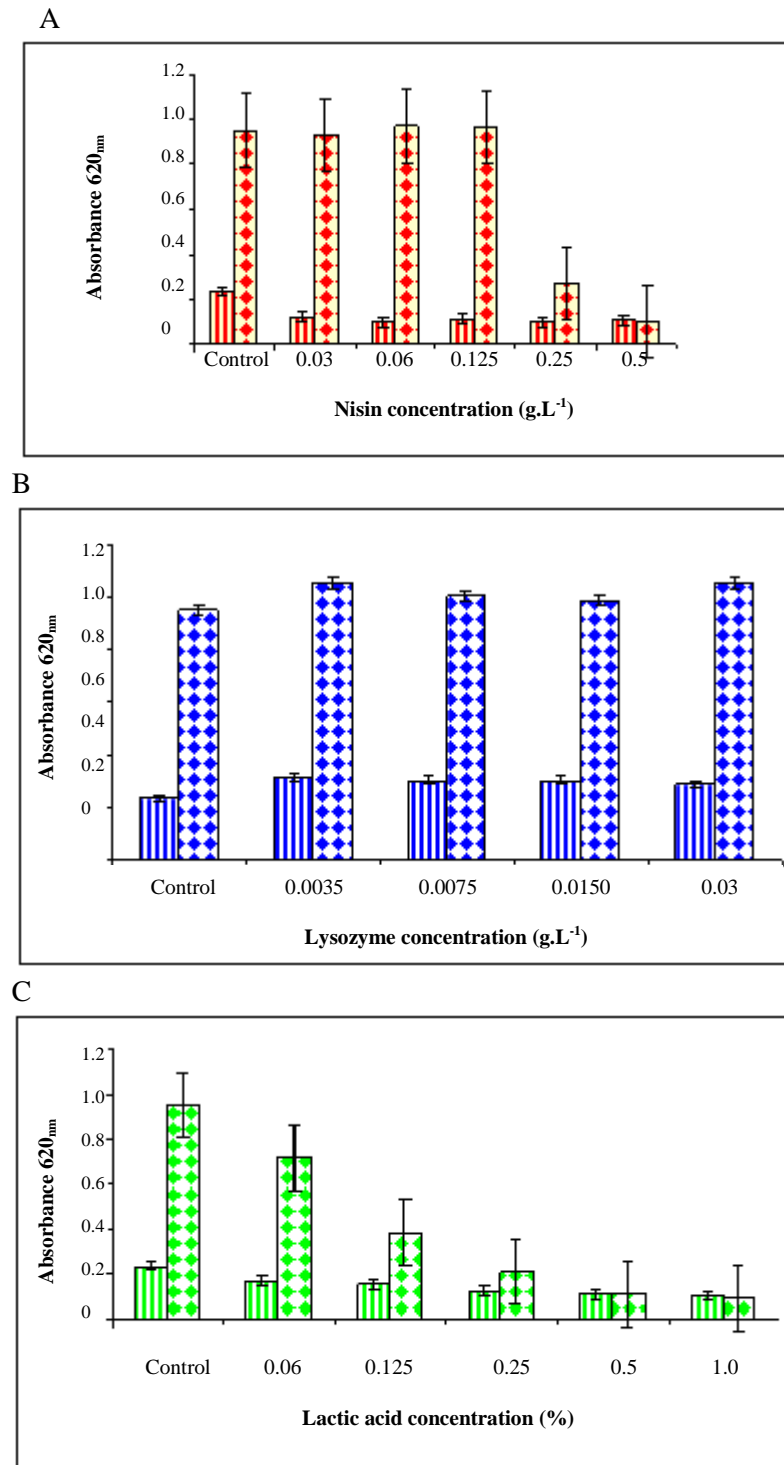 A
1.2
1.0
0.8
0.6
0.4
0.2
0
Absorbance 620nm
Control 0.03 0.06 0.125 0.25 0.5
Nisin concentration (g.L-1)
B
1.2
1.0
0.8
0.6
0.4
0.2
0
Absorbance 620nm
Control 0.0035 0.0075 0.0150 0.03
Lysozyme concentration (g.L-1)
C
1.2
1.0
0.8
0.6
0.4
0.2
0
Absorbance 620nm
Control 0.06 0.125 0.25 0.5 1.0
Lactic acid concentration (%)